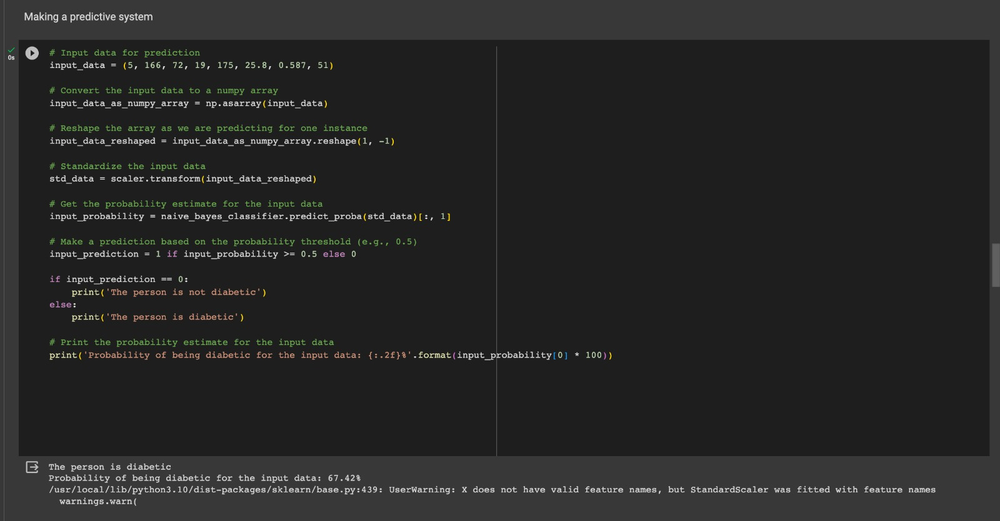 Making a predictive system
0s
# Input data for prediction
input_data = (5, 166, 72, 19, 175, 25.8, 0.587, 51)
# Convert the input data to a numpy array
input_data_as_numpy_array = np.asarray(input_data)
# Reshape the array as we are predicting for one instance
input_data_reshaped = input_data_as_numpy_array.reshape(1, -1)
# Standardize the input data
std_data = scaler.transform(input_data_reshaped)
# Get the probability estimate for the input data
input_probability = naive_bayes_classifier.predict_proba(std_data)[:, 1]
# Make a prediction based on the probability threshold (e.g., 0.5)
input_prediction = 1 if input_probability >= 0.5 else 0
if input_prediction == 0:
    print('The person is not diabetic')
else:
    print('The person is diabetic')
# Print the probability estimate for the input data
print('Probability of being diabetic for the input data: {:.2f}%'.format(input_probability[0] * 100))
The person is diabetic
Probability of being diabetic for the input data: 67.42%
/usr/local/lib/python3.10/dist-packages/sklearn/base.py:439: UserWarning: X does not have valid feature names, but StandardScaler was fitted with feature names
  warnings.warn(